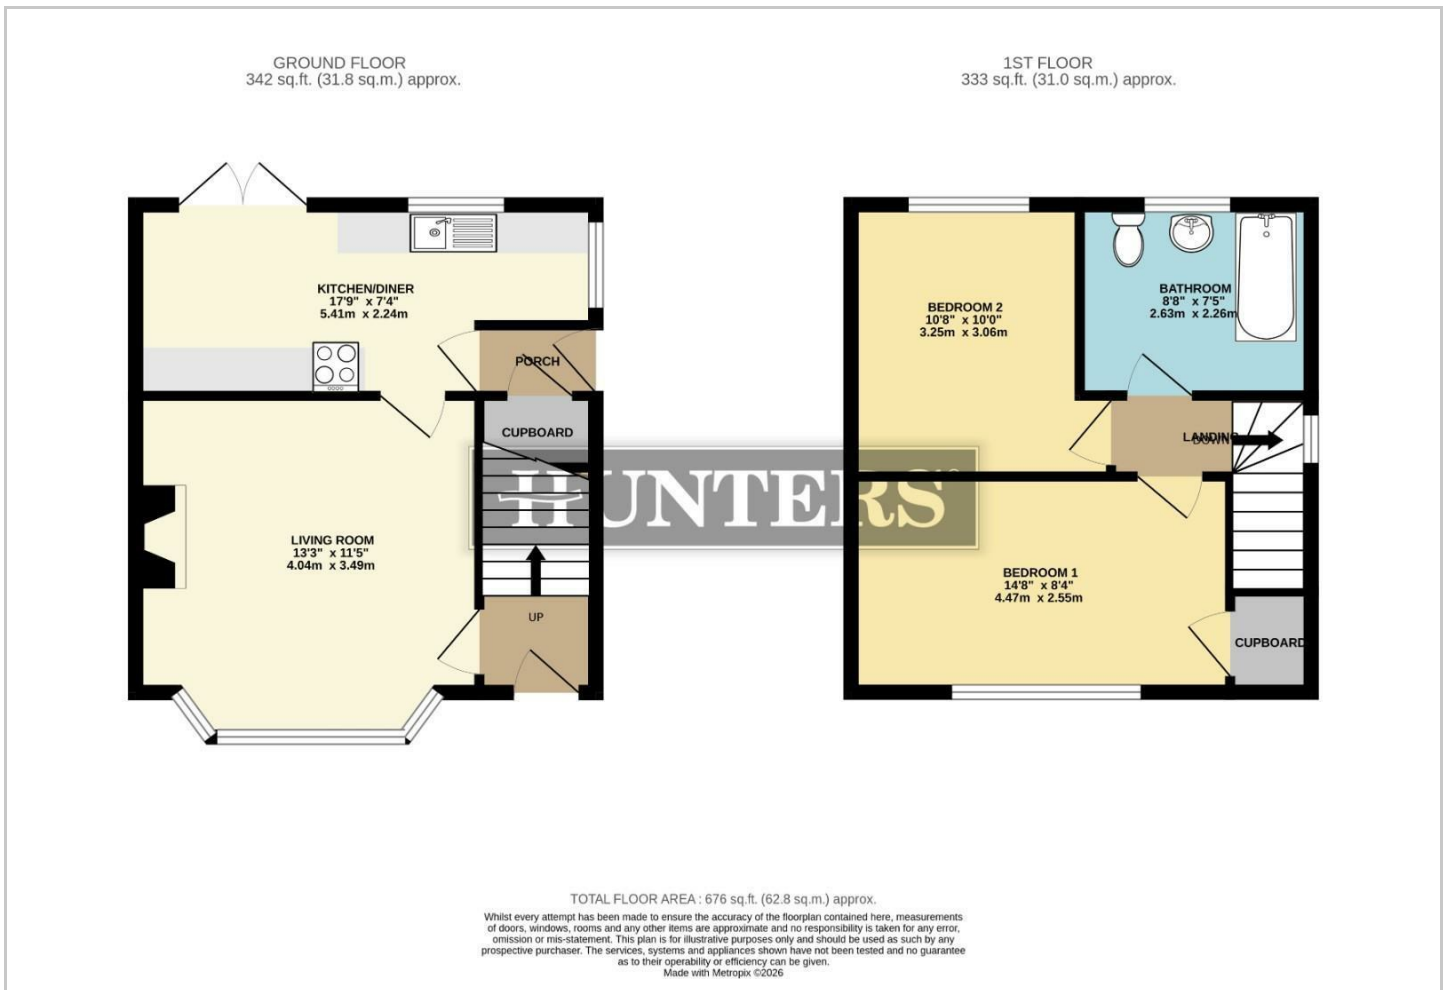 GROUND FLOOR
342 sq.ft. (31.8 sq.m.) approx.
1ST FLOOR
333 sq.ft. (31.0 sq.m.) approx.
KITCHEN/DINER
17'9" x 7'4"
5.41m x 2.24m
PORCH
CUPBOARD
LIVING ROOM
13'3" x 11'5"
4.04m x 3.49m
UP
BEDROOM 2
10'8" x 10'0"
3.25m x 3.06m
BATHROOM
8'8" x 7'5"
2.63m x 2.26m
LANDING
DOWN
BEDROOM 1
14'8" x 8'4"
4.47m x 2.55m
CUPBOARD
HUNTERS®
TOTAL FLOOR AREA : 676 sq.ft. (62.8 sq.m.) approx.
Whilst every attempt has been made to ensure the accuracy of the floorplan contained here, measurements
of doors, windows, rooms and any other items are approximate and no responsibility is taken for any error,
omission or mis-statement. This plan is for illustrative purposes only and should be used as such by any
prospective purchaser. The services, systems and appliances shown have not been tested and no guarantee
as to their operability or efficiency can be given.
Made with Metropix ©2026